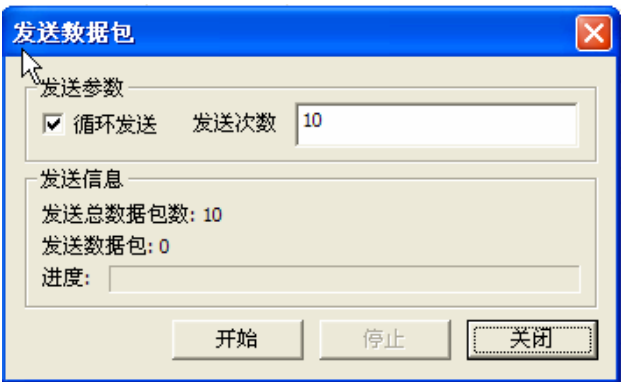 发送数据包
发送参数
循环发送 发送次数 10
发送信息
发送总数据包数: 10
发送数据包: 0
进度:
开始 停止 关闭